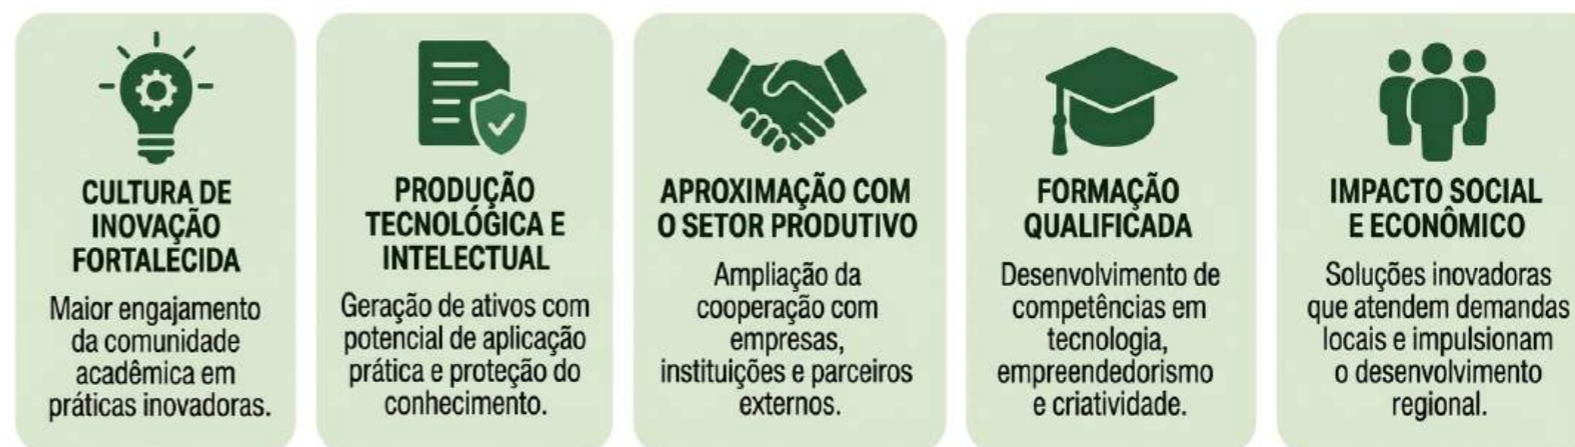 CULTURA DE
INOVAÇÃO
FORTALECIDA
Maior engajamento
da comunidade
acadêmica em
práticas inovadoras.
PRODUÇÃO
TECNOLÓGICA E
INTELECTUAL
Geração de ativos com
potencial de aplicação
prática e proteção do
conhecimento.
APROXIMAÇÃO COM
O SETOR PRODUTIVO
Ampliação da
cooperação com
empresas,
instituições e parceiros
externos.
FORMAÇÃO
QUALIFICADA
Desenvolvimento de
competências em
tecnologia,
empreendedorismo
e criatividade.
IMPACTO SOCIAL
E ECONÔMICO
Soluções inovadoras
que atendem demandas
locais e impulsionam
o desenvolvimento
regional.